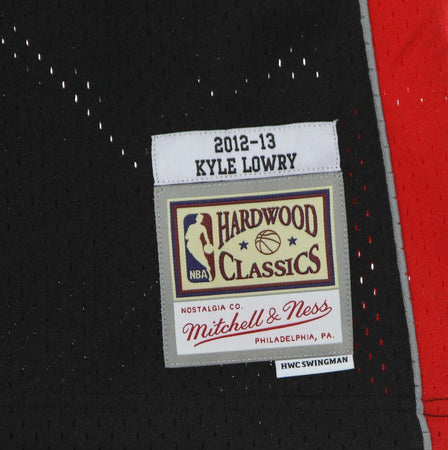 2012-13
KYLE LOWRY
HARDWOOD
CLASSICS
NBA
NOSTALGIA CO.
Mitchell & Ness
PHILADELPHIA, PA.
HWC SWINGMAN